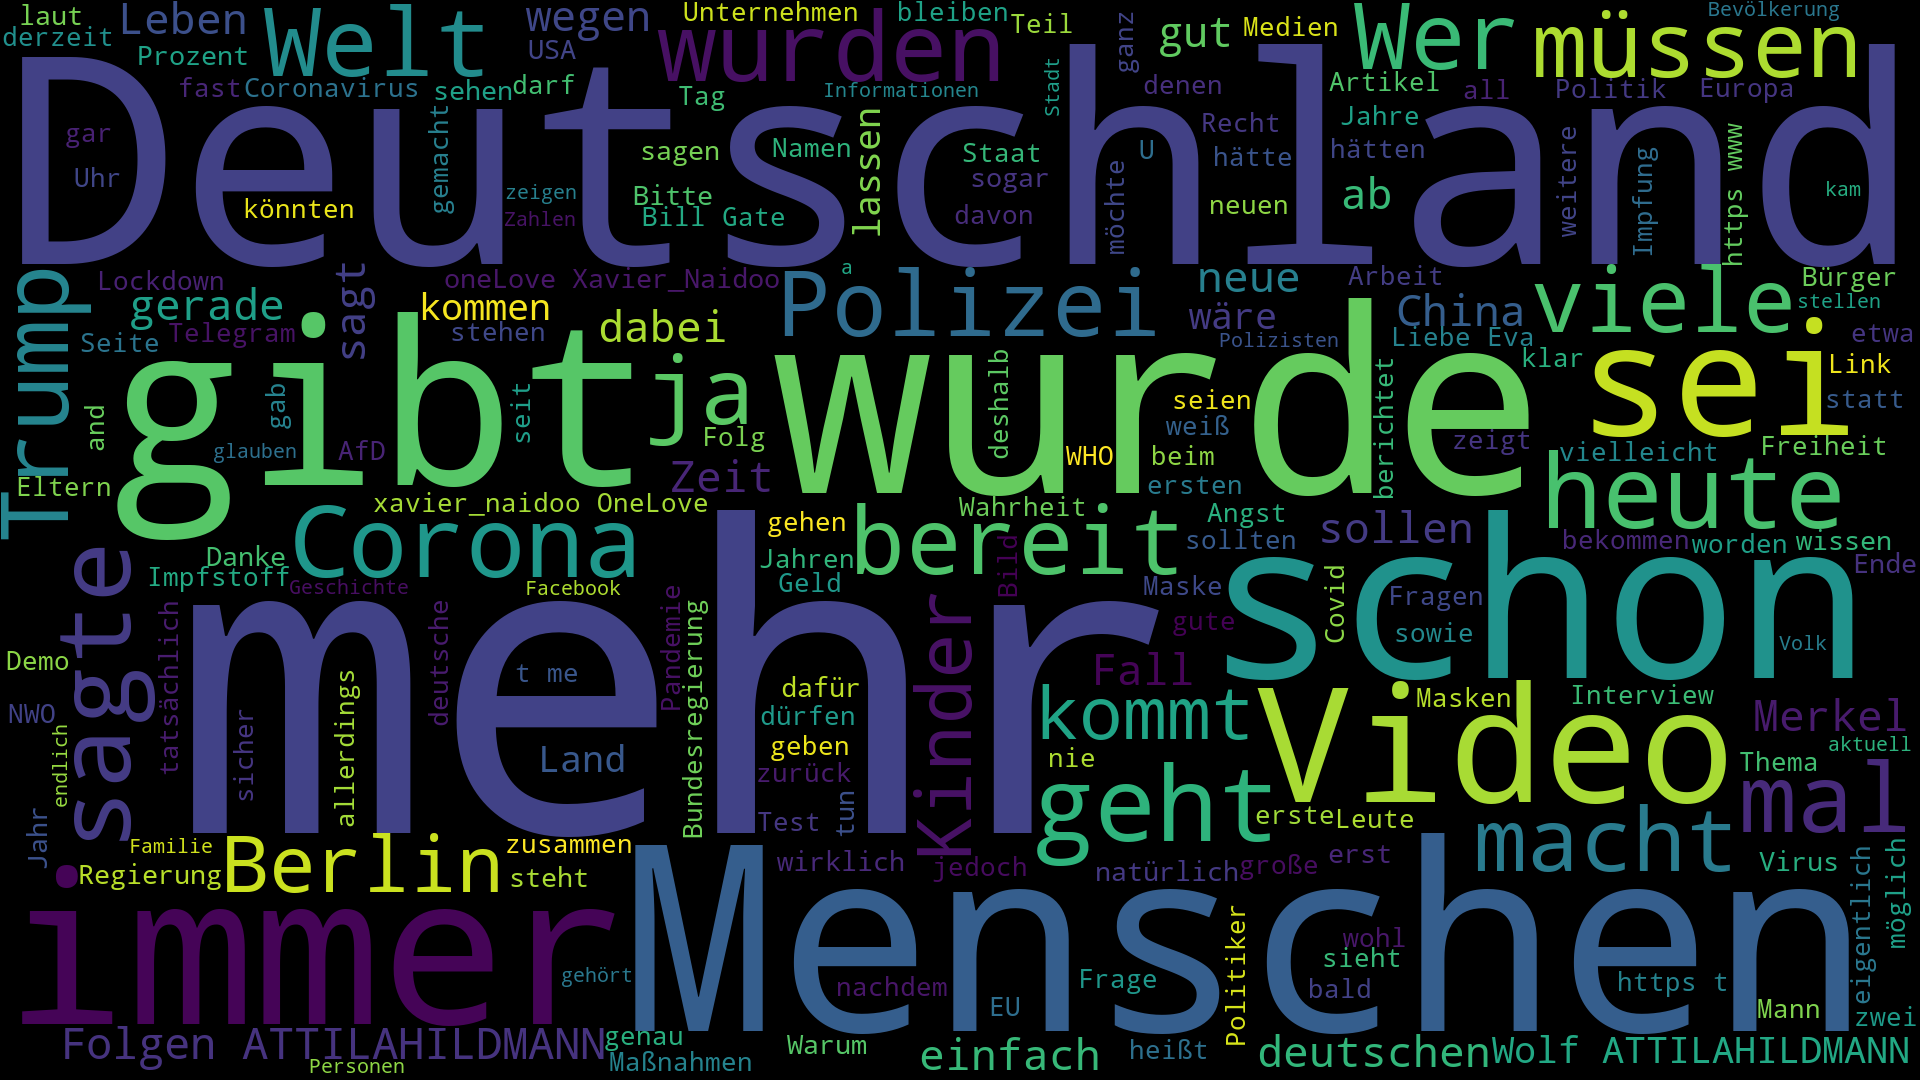 laut
derzeit
Leben
Prozent
Welt
wegen
USA
Unternehmen
wurden
bleiben
Teil
ganz
gut
Medien
Wer
müssen
Bevölkerung
fast
Coronavirus
sehen
darf
Tag
Informationen
Stadt
denen
Artikel
all
Politik
Europa
Deutschland
gar
Uhr
könnten
gemacht
zeigen
Zahlen
sagen
Bitte
Bill Gate
Namen
lassen
Staat
sogar
davon
möchte
U
Recht
hätte
neuen
Jahre
hätten
ab
weitere
Impfung
https www
kam
Trump
Lockdown
gerade
Seite
Telegram
sagt
oneLove Xavier_Naidoo
kommen
stehen
dabei
a
Polizei
neue
wäre
Polizisten
Arbeit
China
Liebe Eva
viele
Bürger
stellen
etwa
klar
Link
statt
gibt
and
gab
glauben
AfD
seit
ja
Folg
Zeit
wurde
deshalb
WHO
seien
weiß
beim
ersten
berichtet
zeigt
sei
vielleicht
Freiheit
Eltern
xavier_naidoo OneLove
Corona
Danke
Impfstoff
Geschichte
Facebook
gehen
Jahren
Geld
bereit
Wahrheit
Angst
sollten
sollen
heute
bekommen
worden
wissen
Ende
sagte
Demo
NWO
endlich
tatsächlich
sicher
allerdings
deutsche
t me
Land
Pandemie
Bundesregierung
mehr
dafür
dürfen
geben
zurück
Test
tun
Kinder
Bild
Maske
gute
Fall
kommt
nie
geht
Covid
Fragen
sowie
schon
Volk
Masken
Interview
Video
Merkel
aktuell
Thema
mal
erste
Leute
macht
Jahr
Familie
Regierung
Berlin
zusammen
steht
wirklich
jedoch
natürlich
große
erst
Virus
eigentlich
möglich
immer
gehört
Menschen
nachdem
EU
Frage
Politiker
wohl
sieht
bald
https t
Mann
zwei
Folgen ATTILAHILDMANN
Personen
genau
Maßnahmen
Warum
einfach
heißt
deutschen
Wolf ATTILAHILDMANN